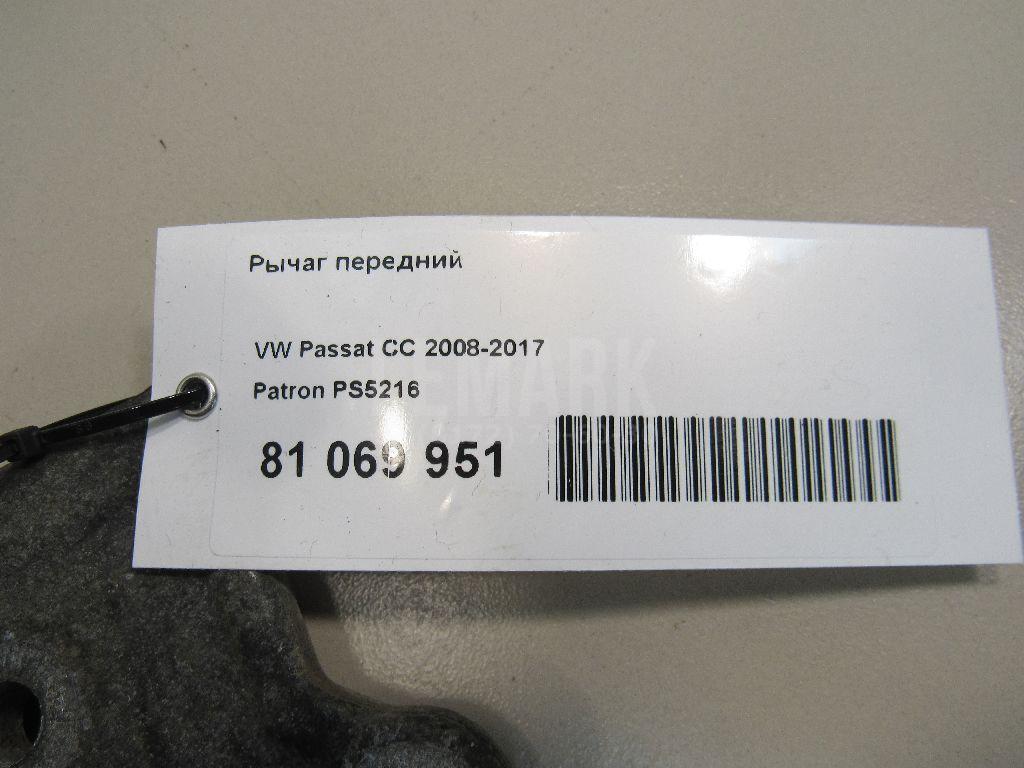 Рычаг передний
VW Passat CC 2008-2017
Patron PS5216
81 069 951